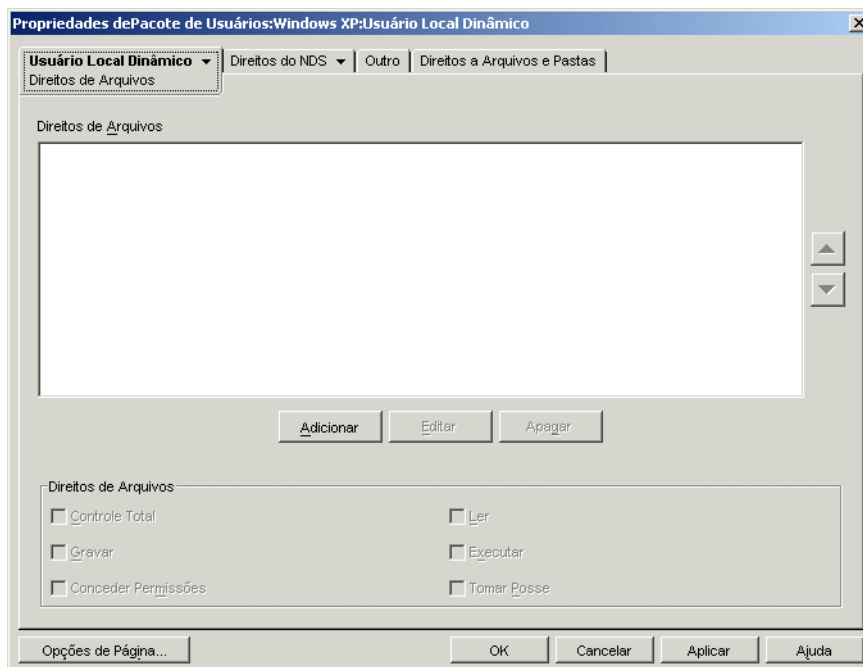 Propriedades dePacote de Usuários:Windows XP:Usuário Local Dinâmico
Usuário Local Dinâmico Direitos do NDS Outro Direitos a Arquivos e Pastas
Direitos de Arquivos
Direitos de Arquivos
Adicionar Editar Apagar
Direitos de Arquivos
Controle Total Ler
Gravar Executar
Conceder Permissões Tomar Posse
Opções de Página... OK Cancelar Aplicar Ajuda